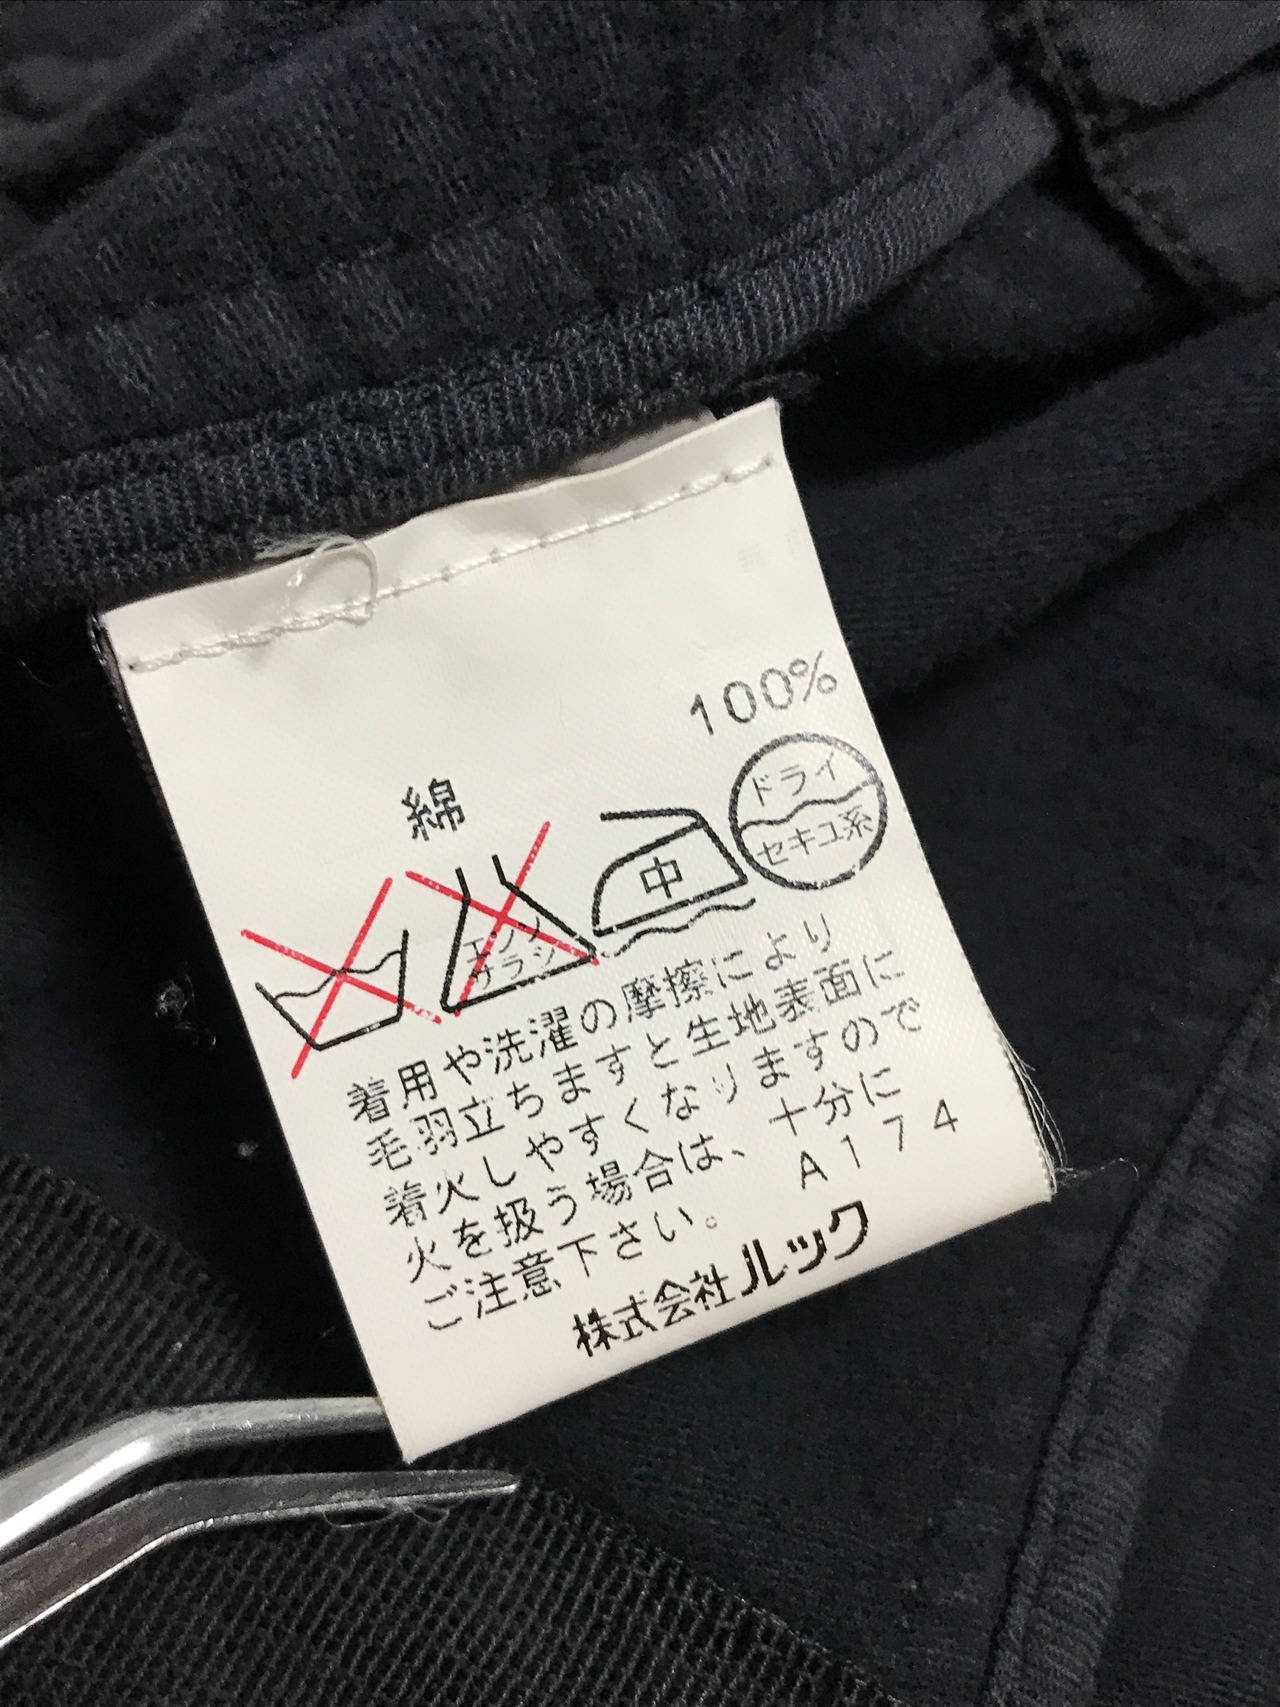 綿 100%
エンソ
サラシ
中
ドライ
セキユ系
着用や洗濯の摩擦により
毛羽立ちますと生地表面に
着火しやすくなりますので
火を扱う場合は、十分に
ご注意下さい。 A174
株式会社ルック